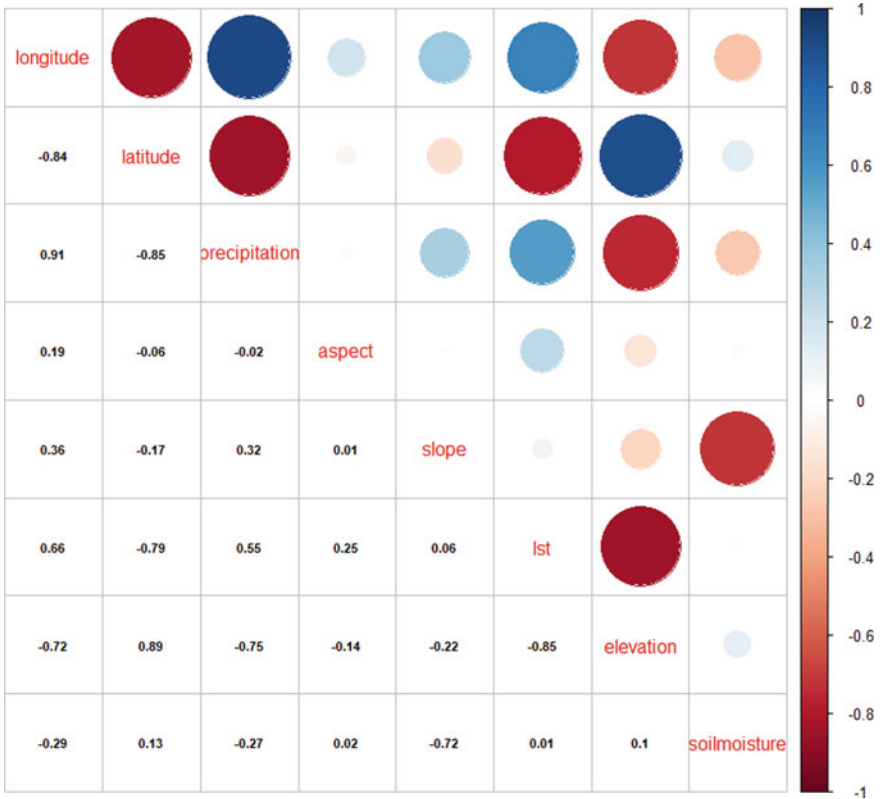 longitude
-0.84 latitude
0.91 -0.85 precipitation
0.19 -0.06 -0.02 aspect
0.36 -0.17 0.32 0.01 slope
0.66 -0.79 0.55 0.25 0.06 lst
-0.72 0.89 -0.75 -0.14 -0.22 -0.85 elevation
-0.29 0.13 -0.27 0.02 -0.72 0.01 0.1 soilmoisture
1
0.8
0.6
0.4
0.2
0
-0.2
-0.4
-0.6
-0.8
-1